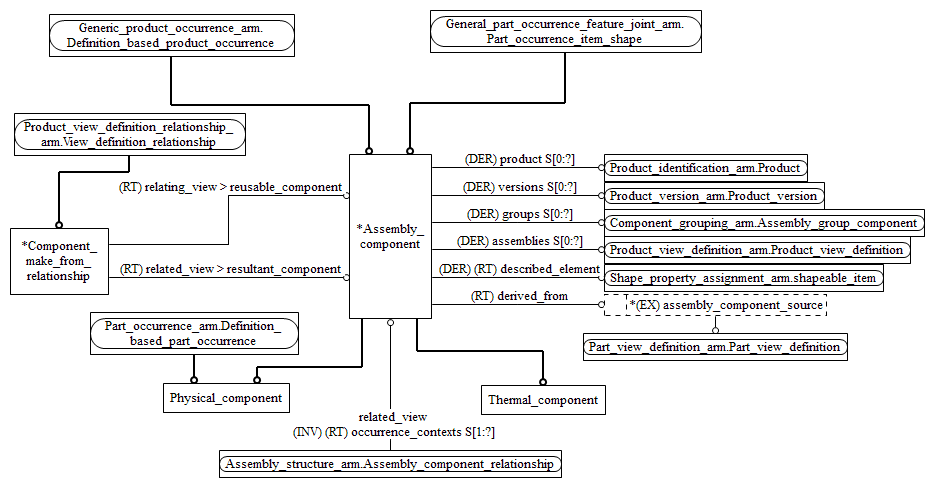 Generic_product_occurrence_arm.
Definition_based_product_occurrence
General_part_occurrence_feature_joint_arm.
Part_occurrence_item_shape
Product_view_definition_relationship_
arm.View_definition_relationship
(RT) relating_view > reusable_component
*Component_
make_from_
relationship
(RT) related_view > resultant_component
*Assembly_
component
(DER) product S[0:?]
Product_identification_arm.Product
(DER) versions S[0:?]
Product_version_arm.Product_version
(DER) groups S[0:?]
Component_grouping_arm.Assembly_group_component
(DER) assemblies S[0:?]
Product_view_definition_arm.Product_view_definition
(DER) (RT) described_element
Shape_property_assignment_arm.shapeable_item
(RT) derived_from
*(EX) assembly_component_source
Part_view_definition_arm.Part_view_definition
Part_occurrence_arm.Definition_
based_part_occurrence
Physical_component
Thermal_component
related_view
(INV) (RT) occurrence_contexts S[1:?]
Assembly_structure_arm.Assembly_component_relationship